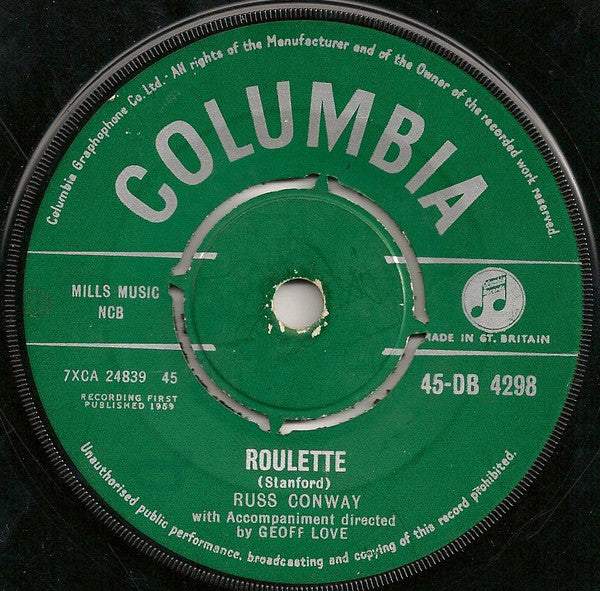 Columbia Graphophone Co. Ltd. · All rights of the Manufacturer and of the Owner of the recorded work reserved.
COLUMBIA
MILLS MUSIC
NCB
MADE IN GT. BRITAIN
7XCA 24839 45
RECORDING FIRST
PUBLISHED 1959
45-DB 4298
ROULETTE
(Stanford)
RUSS CONWAY
with Accompaniment directed
by GEOFF LOVE
Unauthorised public performance, broadcasting and copying of this record prohibited.